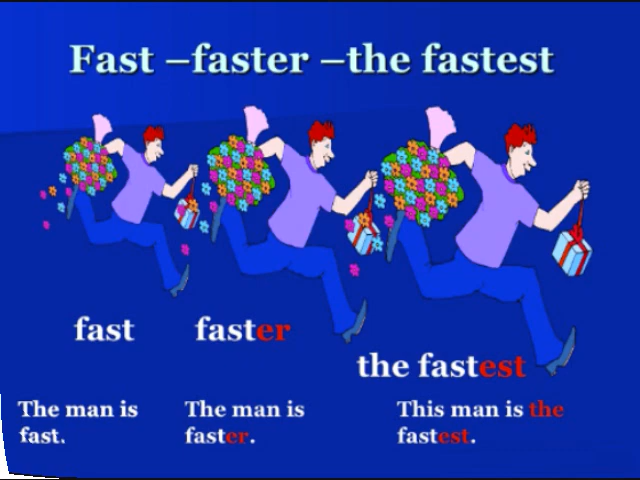 Fast –faster –the fastest
fast
faster
the fastest
The man is
fast.
The man is
faster.
This man is the
fastest.